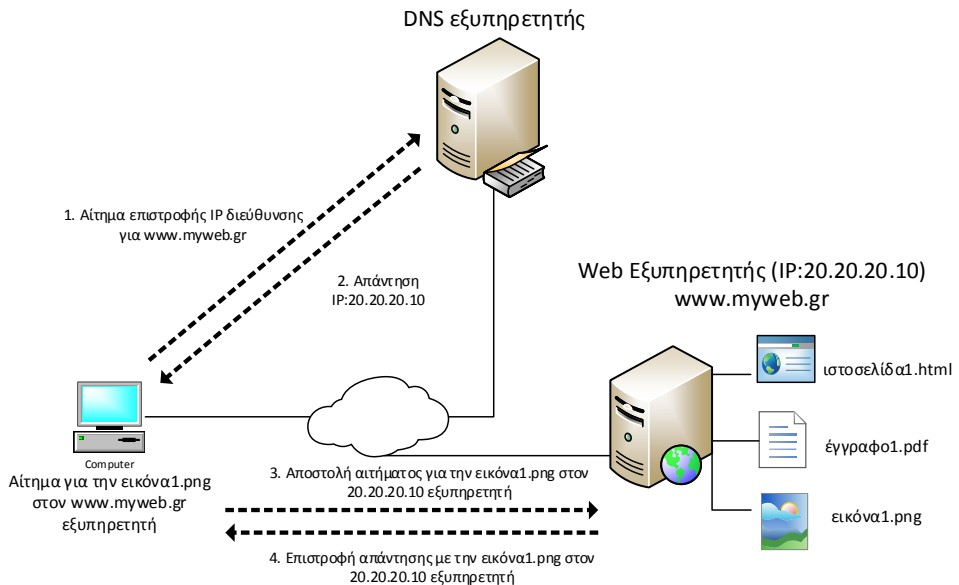 DNS εξυπηρετητής
1. Αίτημα επιστροφής IP διεύθυνσης
για www.myweb.gr
2. Απάντηση
IP:20.20.20.10
Web Εξυπηρετητής (IP:20.20.20.10)
www.myweb.gr
ιστοσελίδα1.html
έγγραφο1.pdf
εικόνα1.png
Computer
Αίτημα για την εικόνα1.png
στον www.myweb.gr
εξυπηρετητή
3. Αποστολή αιτήματος για την εικόνα1.png στον
20.20.20.10 εξυπηρετητή
4. Επιστροφή απάντησης με την εικόνα1.png στον
20.20.20.10 εξυπηρετητή